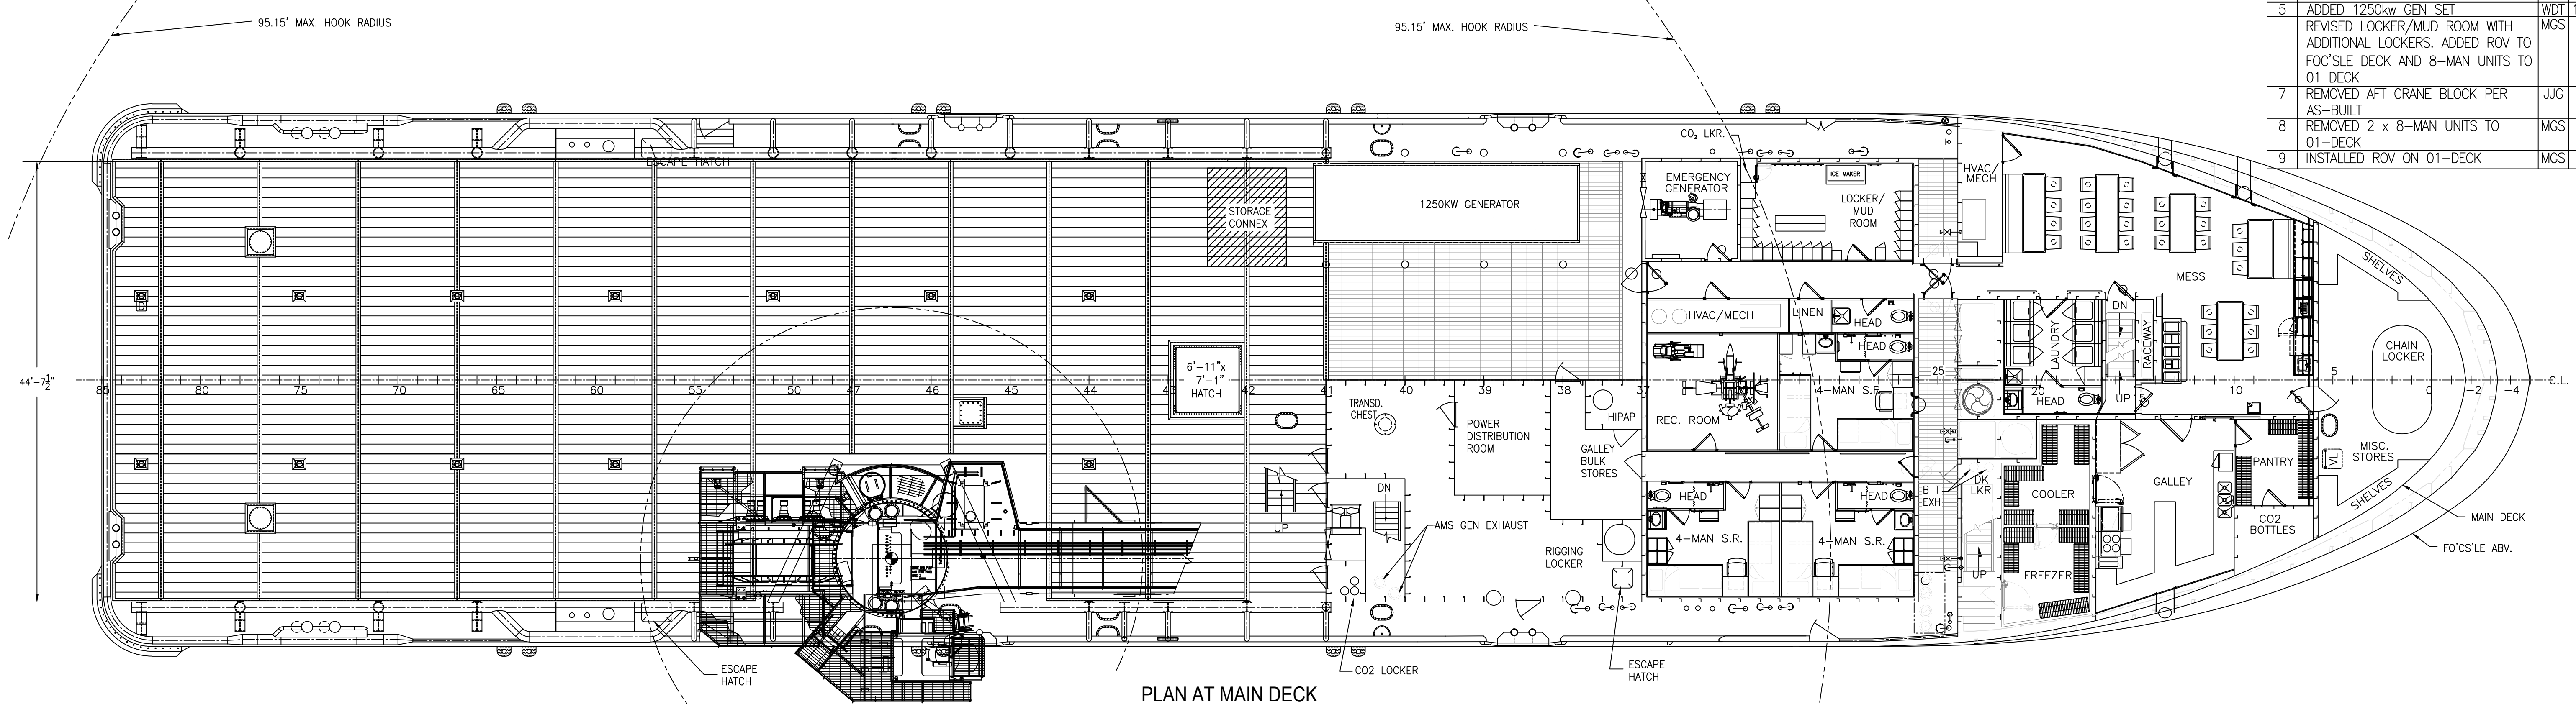 95.15' MAX. HOOK RADIUS
95.15' MAX. HOOK RADIUS
5 ADDED 1250kw GEN SET WDT 1
REVISED LOCKER/MUD ROOM WITH MGS
ADDITIONAL LOCKERS. ADDED ROV TO
FOC'SLE DECK AND 8-MAN UNITS TO
01 DECK
7 REMOVED AFT CRANE BLOCK PER JJG
AS-BUILT
8 REMOVED 2 x 8-MAN UNITS TO MGS
01-DECK
9 INSTALLED ROV ON 01-DECK MGS
ESCAPE HATCH
STORAGE
CONNEX
1250KW GENERATOR
CO₂ LKR.
EMERGENCY
GENERATOR
ICE MAKER
LOCKER/
MUD
ROOM
HVAC/
MECH
MESS
SHELVES
HVAC/MECH
LINEN
HEAD
HEAD
LAUNDRY
DN
RACEWAY
CHAIN
LOCKER
44'-7½"
6'-11"x
7'-1"
HATCH
85 80 75 70 65 60 55 50 47 46 45 44 43 42 41 40 39 38 37 25 20 15 10 5 0 -2 -4 C.L.
TRANSD.
CHEST
POWER
DISTRIBUTION
ROOM
HIPAP
GALLEY
BULK
STORES
REC. ROOM
4-MAN S.R.
HEAD
UP
MISC.
STORES
VL
PANTRY
GALLEY
COOLER
DK
LKR
B T
EXH
HEAD
HEAD
4-MAN S.R.
4-MAN S.R.
UP
DN
AMS GEN EXHAUST
RIGGING
LOCKER
UP
FREEZER
CO2
BOTTLES
SHELVES
MAIN DECK
FO'CS'LE ABV.
ESCAPE
HATCH
CO2 LOCKER
ESCAPE
HATCH
PLAN AT MAIN DECK